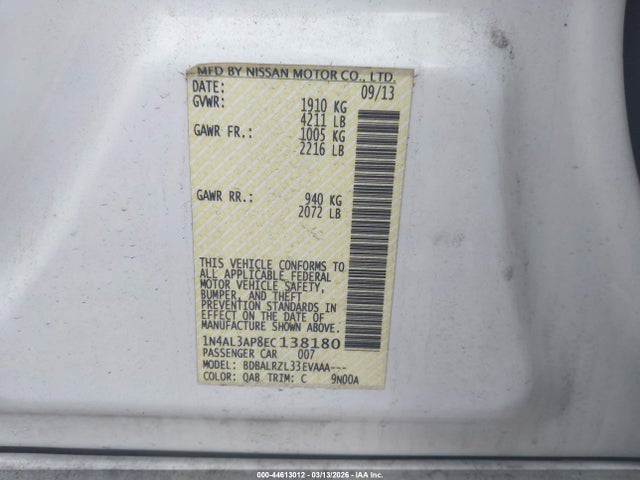 MFD BY NISSAN MOTOR CO., LTD.
DATE: 09/13
GVWR: 1910 KG
4211 LB
GAWR FR.: 1005 KG
2216 LB
GAWR RR.: 940 KG
2072 LB
THIS VEHICLE CONFORMS TO
ALL APPLICABLE FEDERAL
MOTOR VEHICLE SAFETY,
BUMPER, AND THEFT
PREVENTION STANDARDS IN
EFFECT ON THE DATE OF
MANUFACTURE SHOWN ABOVE.
1N4AL3AP8EC138180
PASSENGER CAR 007
MODEL: BDBALRZL33EVAAA---
COLOR: QAB TRIM: C 9N00A
000-44613012 - 03/13/2026 - IAA Inc.